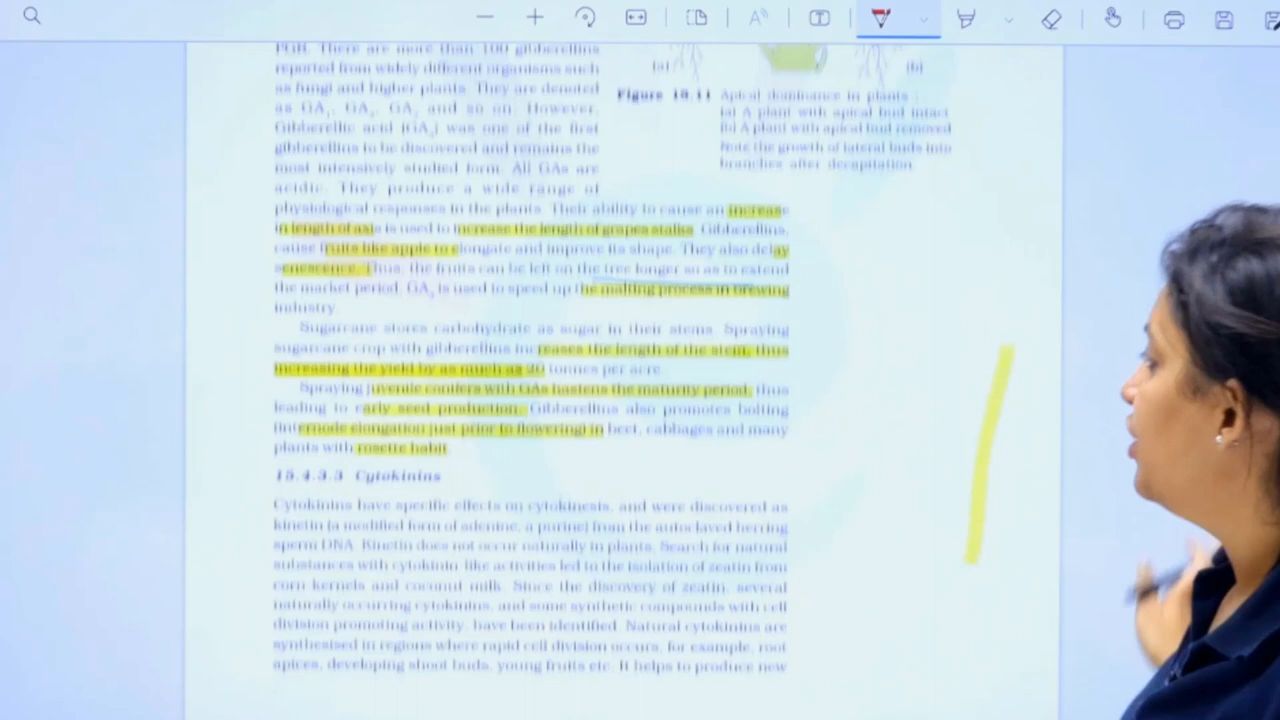 PGR. There are more than 100 gibberellins
reported from widely different organisms such
as fungi and higher plants. They are denoted
as GA₁, GA₂, GA₃ and so on. However,
Gibberellic acid (GA₃) was one of the first
gibberellins to be discovered and remains the
most intensively studied form. All GAs are
acidic. They produce a wide range of
(a)
(b)
Figure 15.11 Apical dominance in plants :
(a) A plant with apical bud intact
(b) A plant with apical bud removed
Note the growth of lateral buds into
branches after decapitation.
physiological responses in the plants. Their ability to cause an increase
in length of axis is used to increase the length of grapes stalks. Gibberellins,
cause fruits like apple to elongate and improve its shape. They also delay
senescence. Thus, the fruits can be left on the tree longer so as to extend
the market period. GA₃ is used to speed up the malting process in brewing
industry.
Sugarcane stores carbohydrate as sugar in their stems. Spraying
sugarcane crop with gibberellins increases the length of the stem, thus
increasing the yield by as much as 20 tonnes per acre.
Spraying juvenile conifers with GAs hastens the maturity period, thus
leading to early seed production. Gibberellins also promotes bolting
(internode elongation just prior to flowering) in beet, cabbages and many
plants with rosette habit.
15.4.3.3 Cytokinins
Cytokinins have specific effects on cytokinesis, and were discovered as
kinetin (a modified form of adenine, a purine) from the autoclaved herring
sperm DNA. Kinetin does not occur naturally in plants. Search for natural
substances with cytokinin-like activities led to the isolation of zeatin from
corn-kernels and coconut milk. Since the discovery of zeatin, several
naturally occurring cytokinins, and some synthetic compounds with cell
division promoting activity, have been identified. Natural cytokinins are
synthesised in regions where rapid cell division occurs, for example, root
apices, developing shoot buds, young fruits etc. It helps to produce new